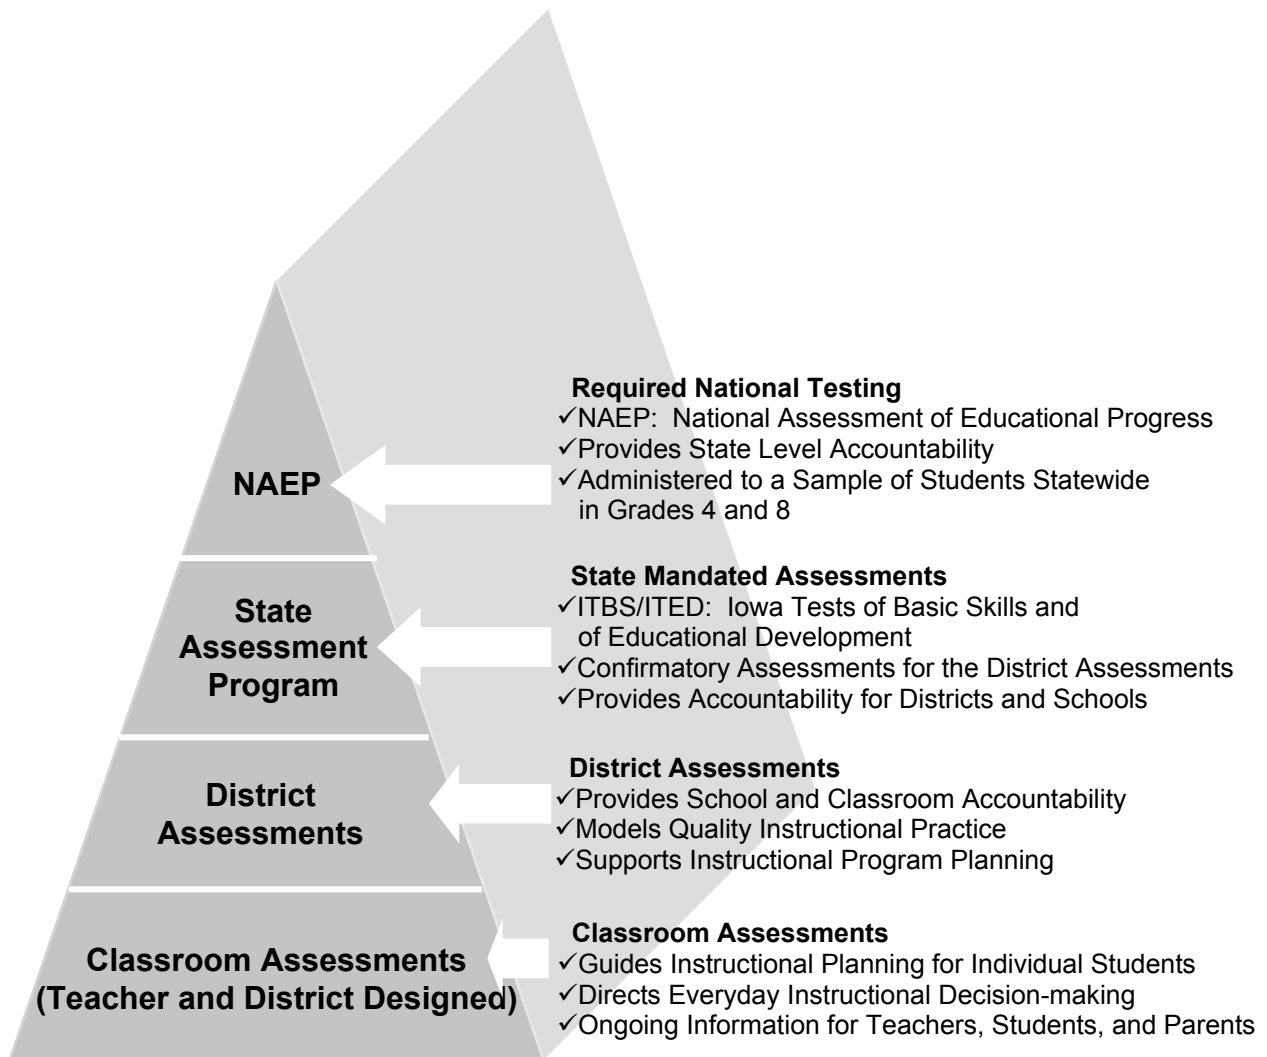 Required National Testing
✓NAEP: National Assessment of Educational Progress
✓Provides State Level Accountability
✓Administered to a Sample of Students Statewide
in Grades 4 and 8
NAEP
State Mandated Assessments
✓ITBS/ITED: Iowa Tests of Basic Skills and
of Educational Development
✓Confirmatory Assessments for the District Assessments
✓Provides Accountability for Districts and Schools
State
Assessment
Program
District Assessments
✓Provides School and Classroom Accountability
✓Models Quality Instructional Practice
✓Supports Instructional Program Planning
District
Assessments
Classroom Assessments
✓Guides Instructional Planning for Individual Students
✓Directs Everyday Instructional Decision-making
✓Ongoing Information for Teachers, Students, and Parents
Classroom Assessments
(Teacher and District Designed)